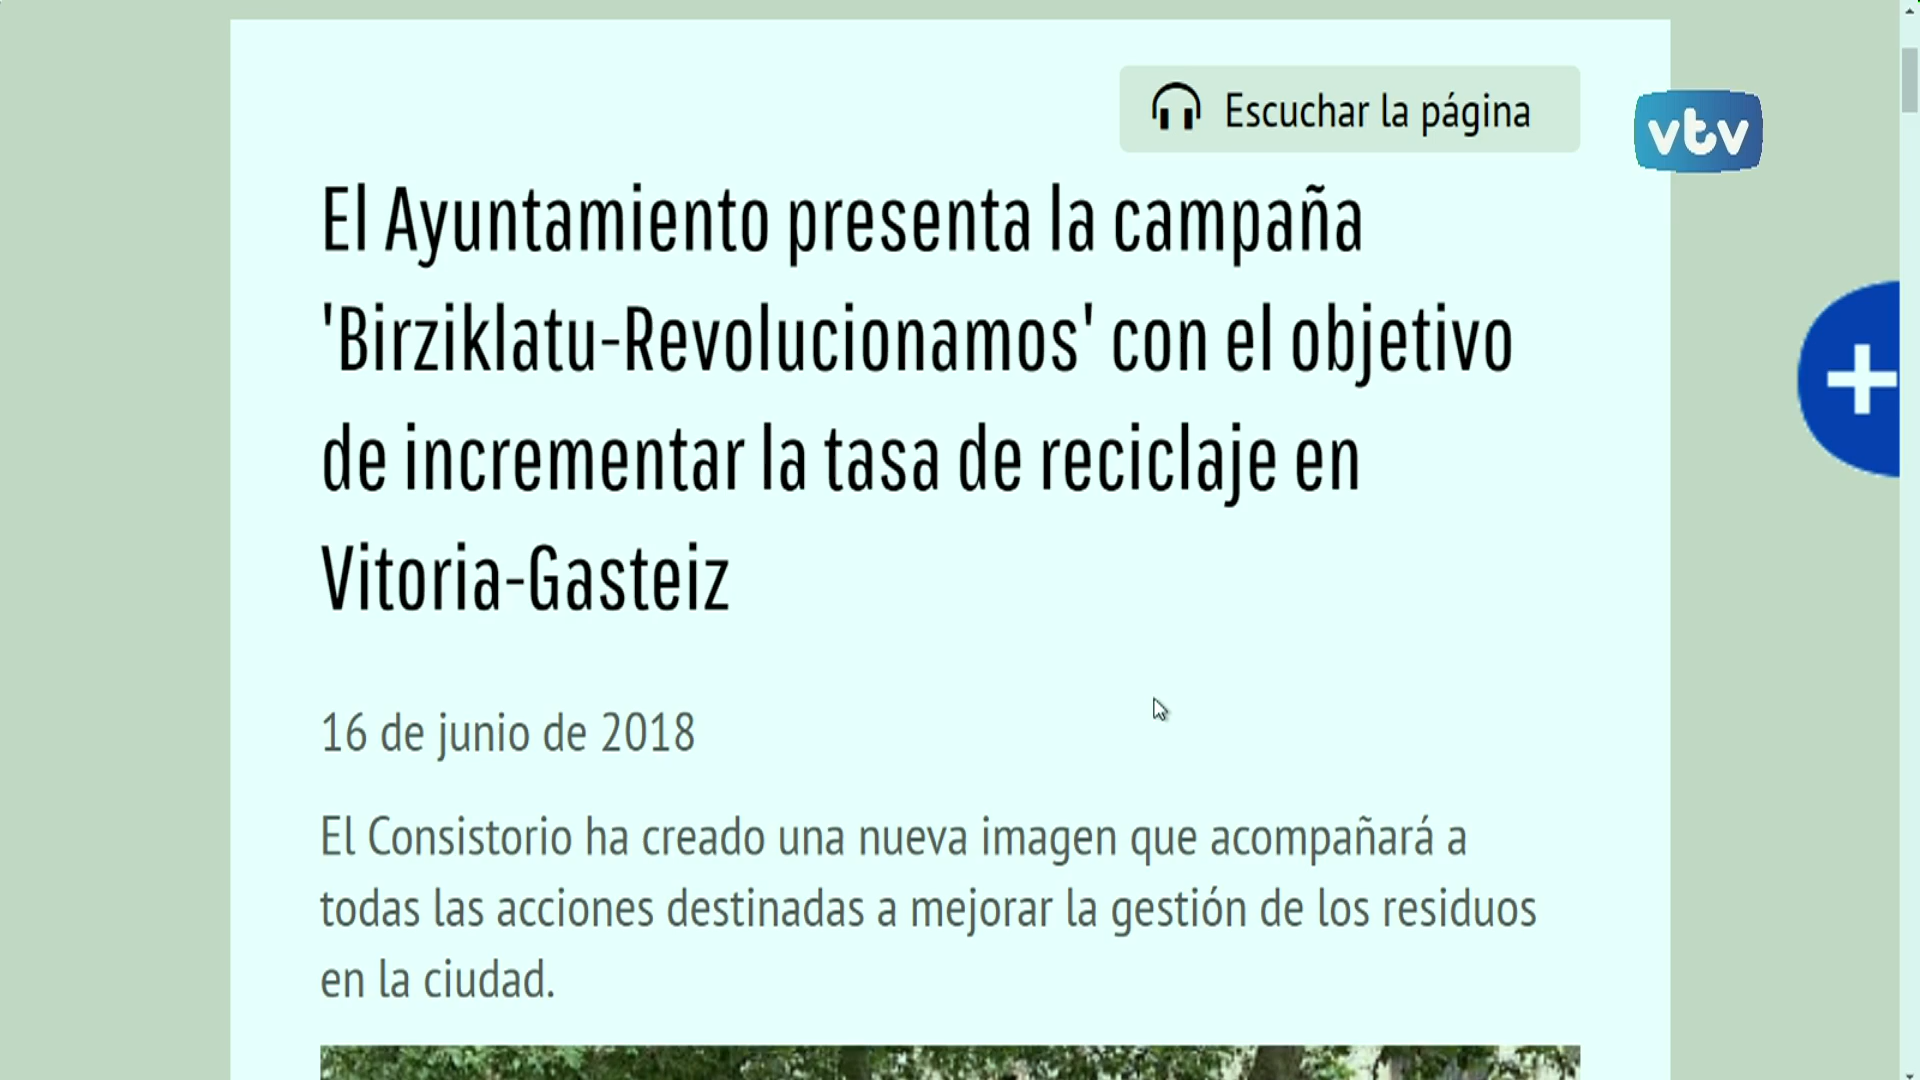 Escuchar la página
vtv
El Ayuntamiento presenta la campaña
'Birziklatu-Revolucionamos' con el objetivo
de incrementar la tasa de reciclaje en
Vitoria-Gasteiz
16 de junio de 2018
El Consistorio ha creado una nueva imagen que acompañará a
todas las acciones destinadas a mejorar la gestión de los residuos
en la ciudad.